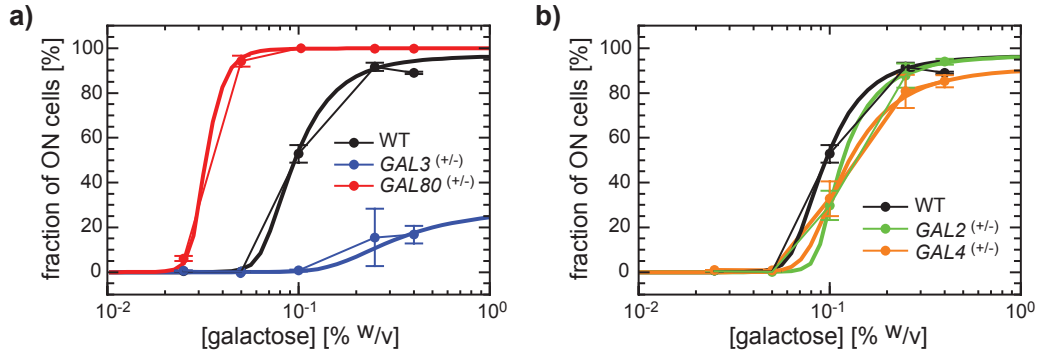 a)
fraction of ON cells [%]
100
80
60
40
20
0
WT
GAL3 (+/-)
GAL80 (+/-)
10-2
10-1
100
[galactose] [% w/v]
b)
fraction of ON cells [%]
100
80
60
40
20
0
WT
GAL2 (+/-)
GAL4 (+/-)
10-2
10-1
100
[galactose] [% w/v]